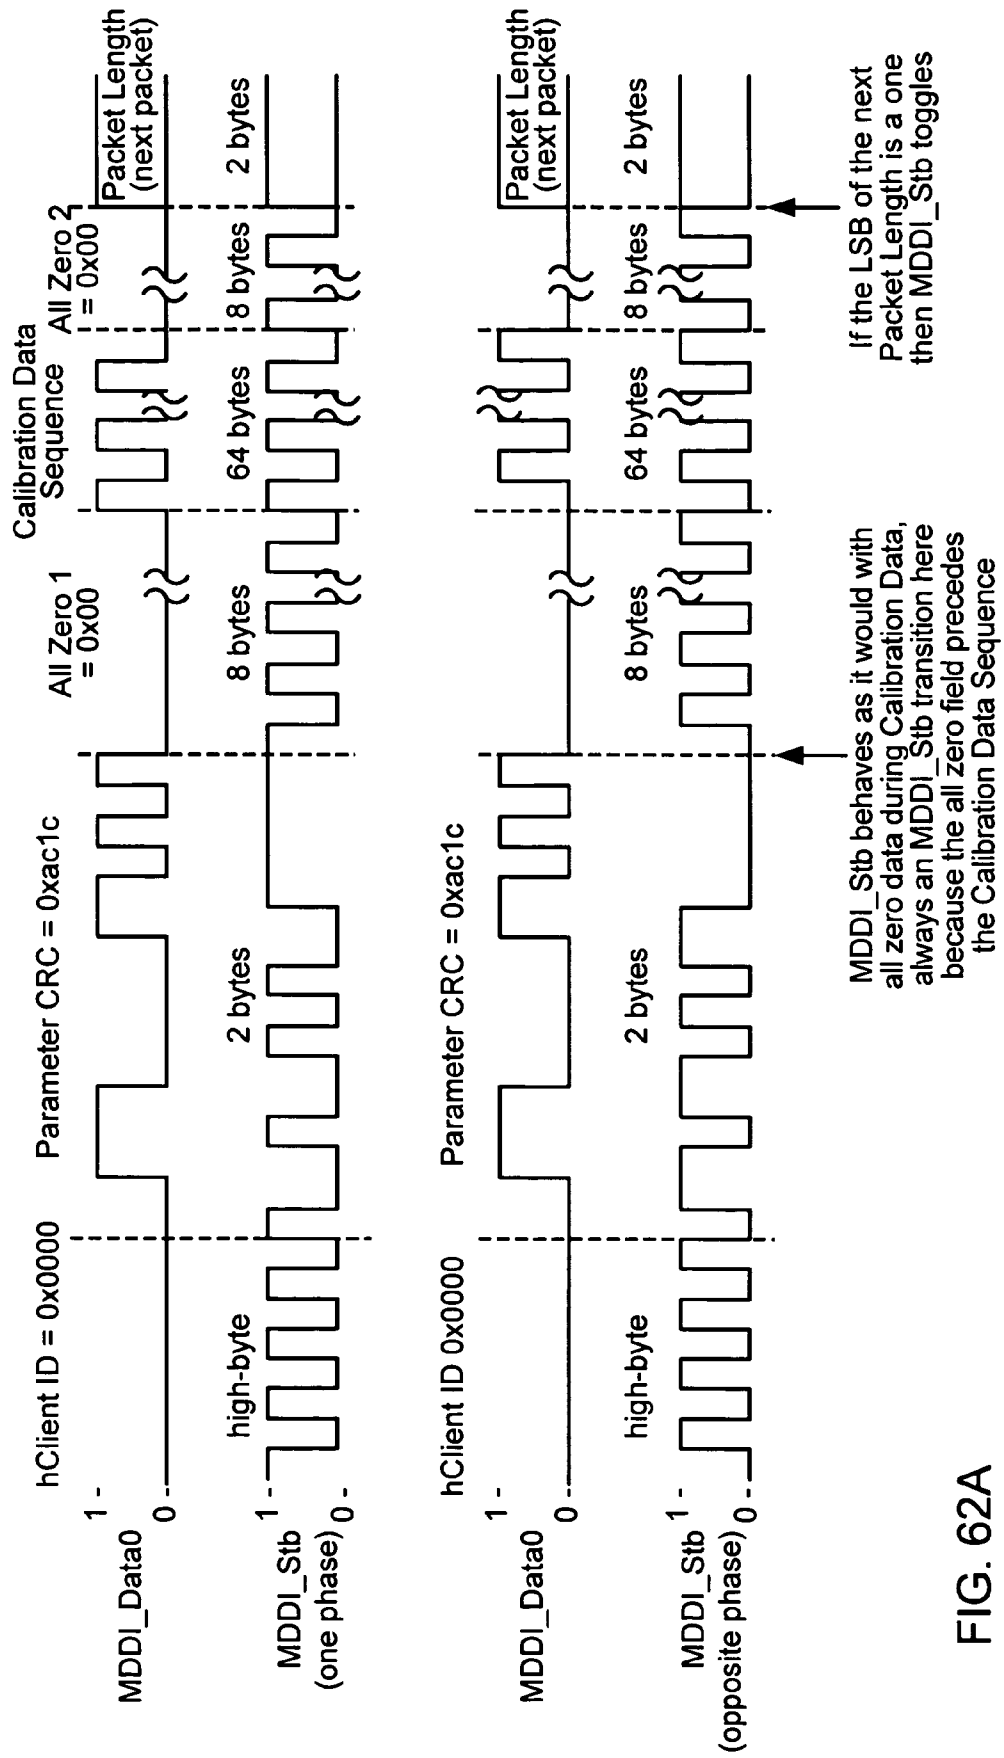 hClient ID = 0x0000
Parameter CRC = 0xac1c
All Zero 1
= 0x00
Calibration Data
Sequence
All Zero 2
= 0x00
MDDI_Data0
1
0
Packet Length
(next packet)
MDDI_Stb
(one phase)
1
0
high-byte
2 bytes
8 bytes
64 bytes
8 bytes
2 bytes
hClient ID 0x0000
Parameter CRC = 0xac1c
MDDI_Data0
1
0
Packet Length
(next packet)
MDDI_Stb
(opposite phase)
1
0
high-byte
2 bytes
8 bytes
64 bytes
8 bytes
2 bytes
MDDI_Stb behaves as it would with
all zero data during Calibration Data,
always an MDDI_Stb transition here
because the all zero field precedes
the Calibration Data Sequence
If the LSB of the next
Packet Length is a one
then MDDI_Stb toggles
FIG. 62A